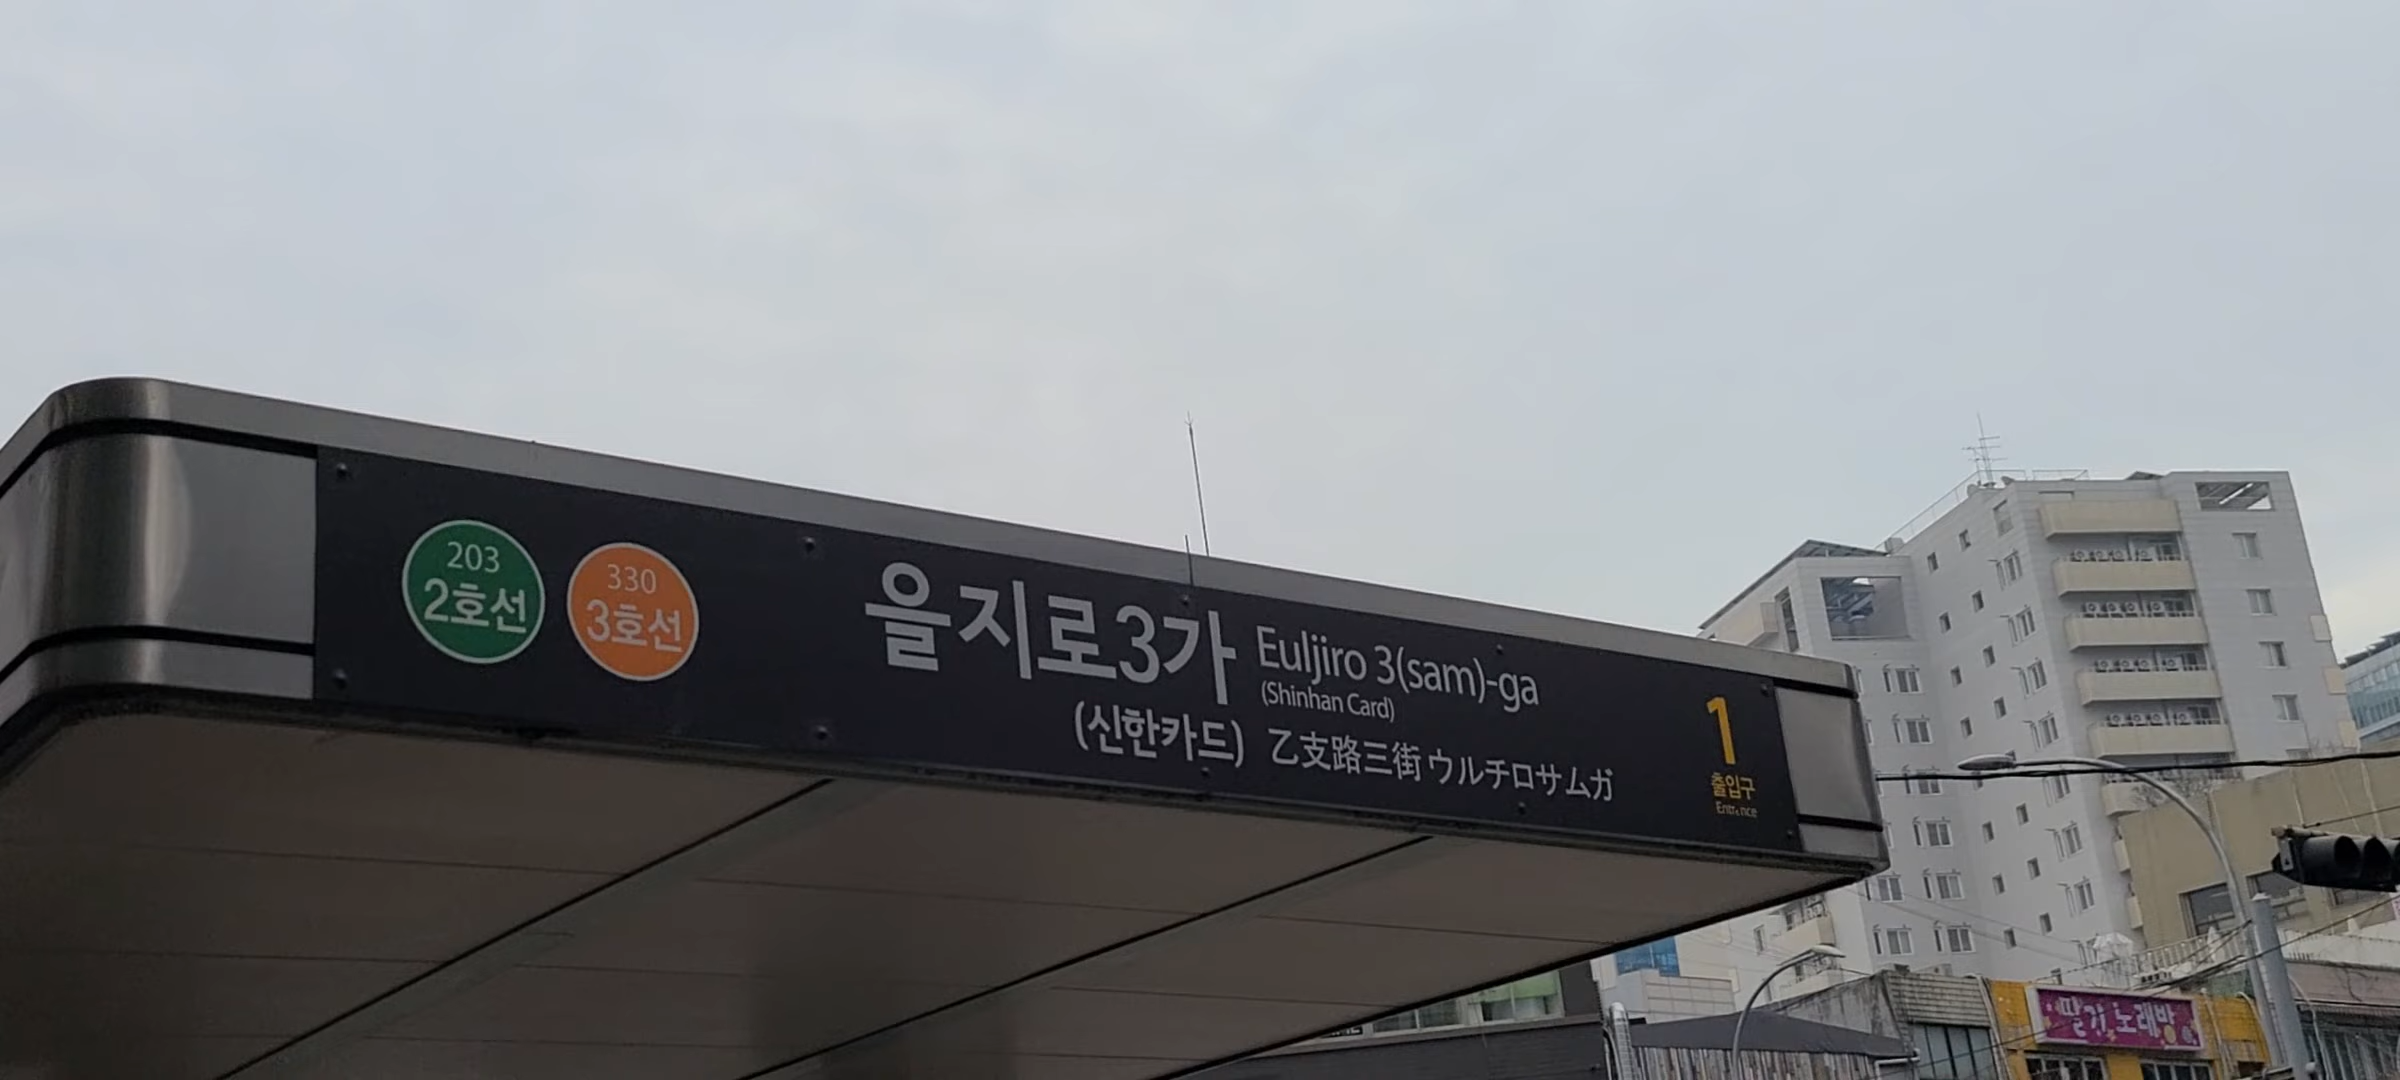 203
2호선
330
3호선
을지로3가
(신한카드)
Euljiro 3(sam)-ga
(Shinhan Card)
乙支路三街 ウルチロサムガ
1
출입구
Entrance
딸기 노래방